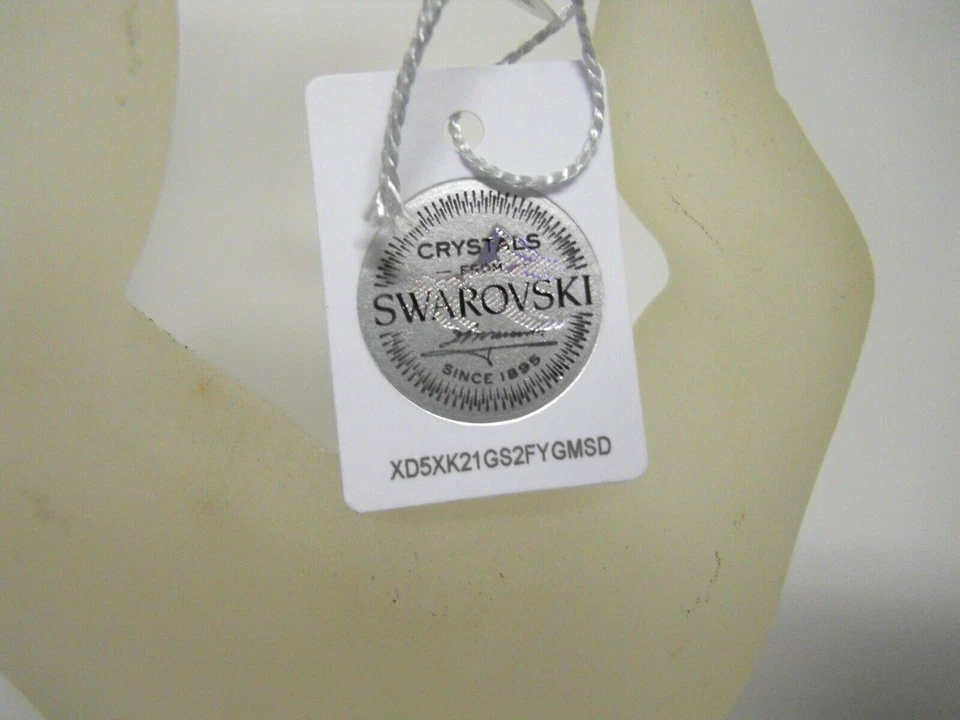 CRYSTALS
FROM
SWAROVSKI
SINCE 1895
XD5XK21GS2FYGMSD